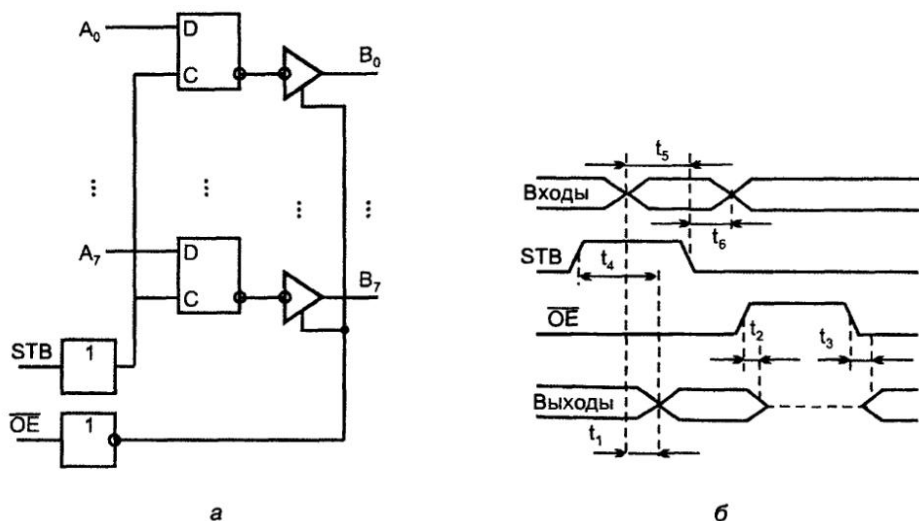 A₀
D
C
B₀
...
...
...
...
A₇
D
C
B₇
STB
1
OE
1
а
t₅
Входы
t₆
STB
t₄
OE
t₂
t₃
Выходы
t₁
б